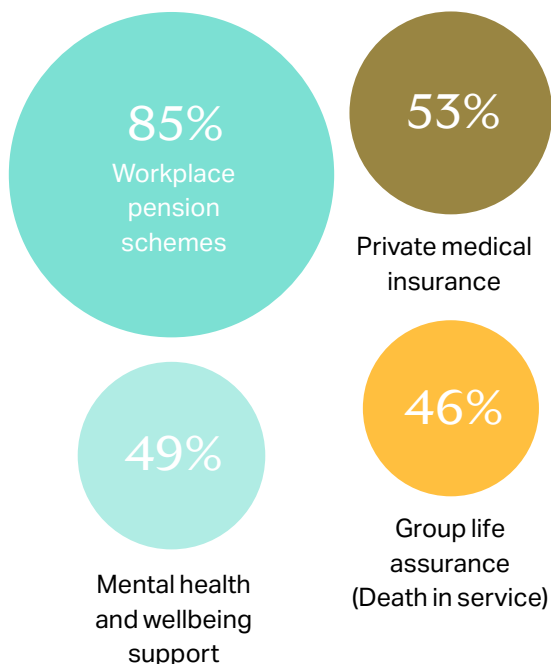 85%
Workplace
pension
schemes
53%
Private medical
insurance
49%
Mental health
and wellbeing
support
46%
Group life
assurance
(Death in service)